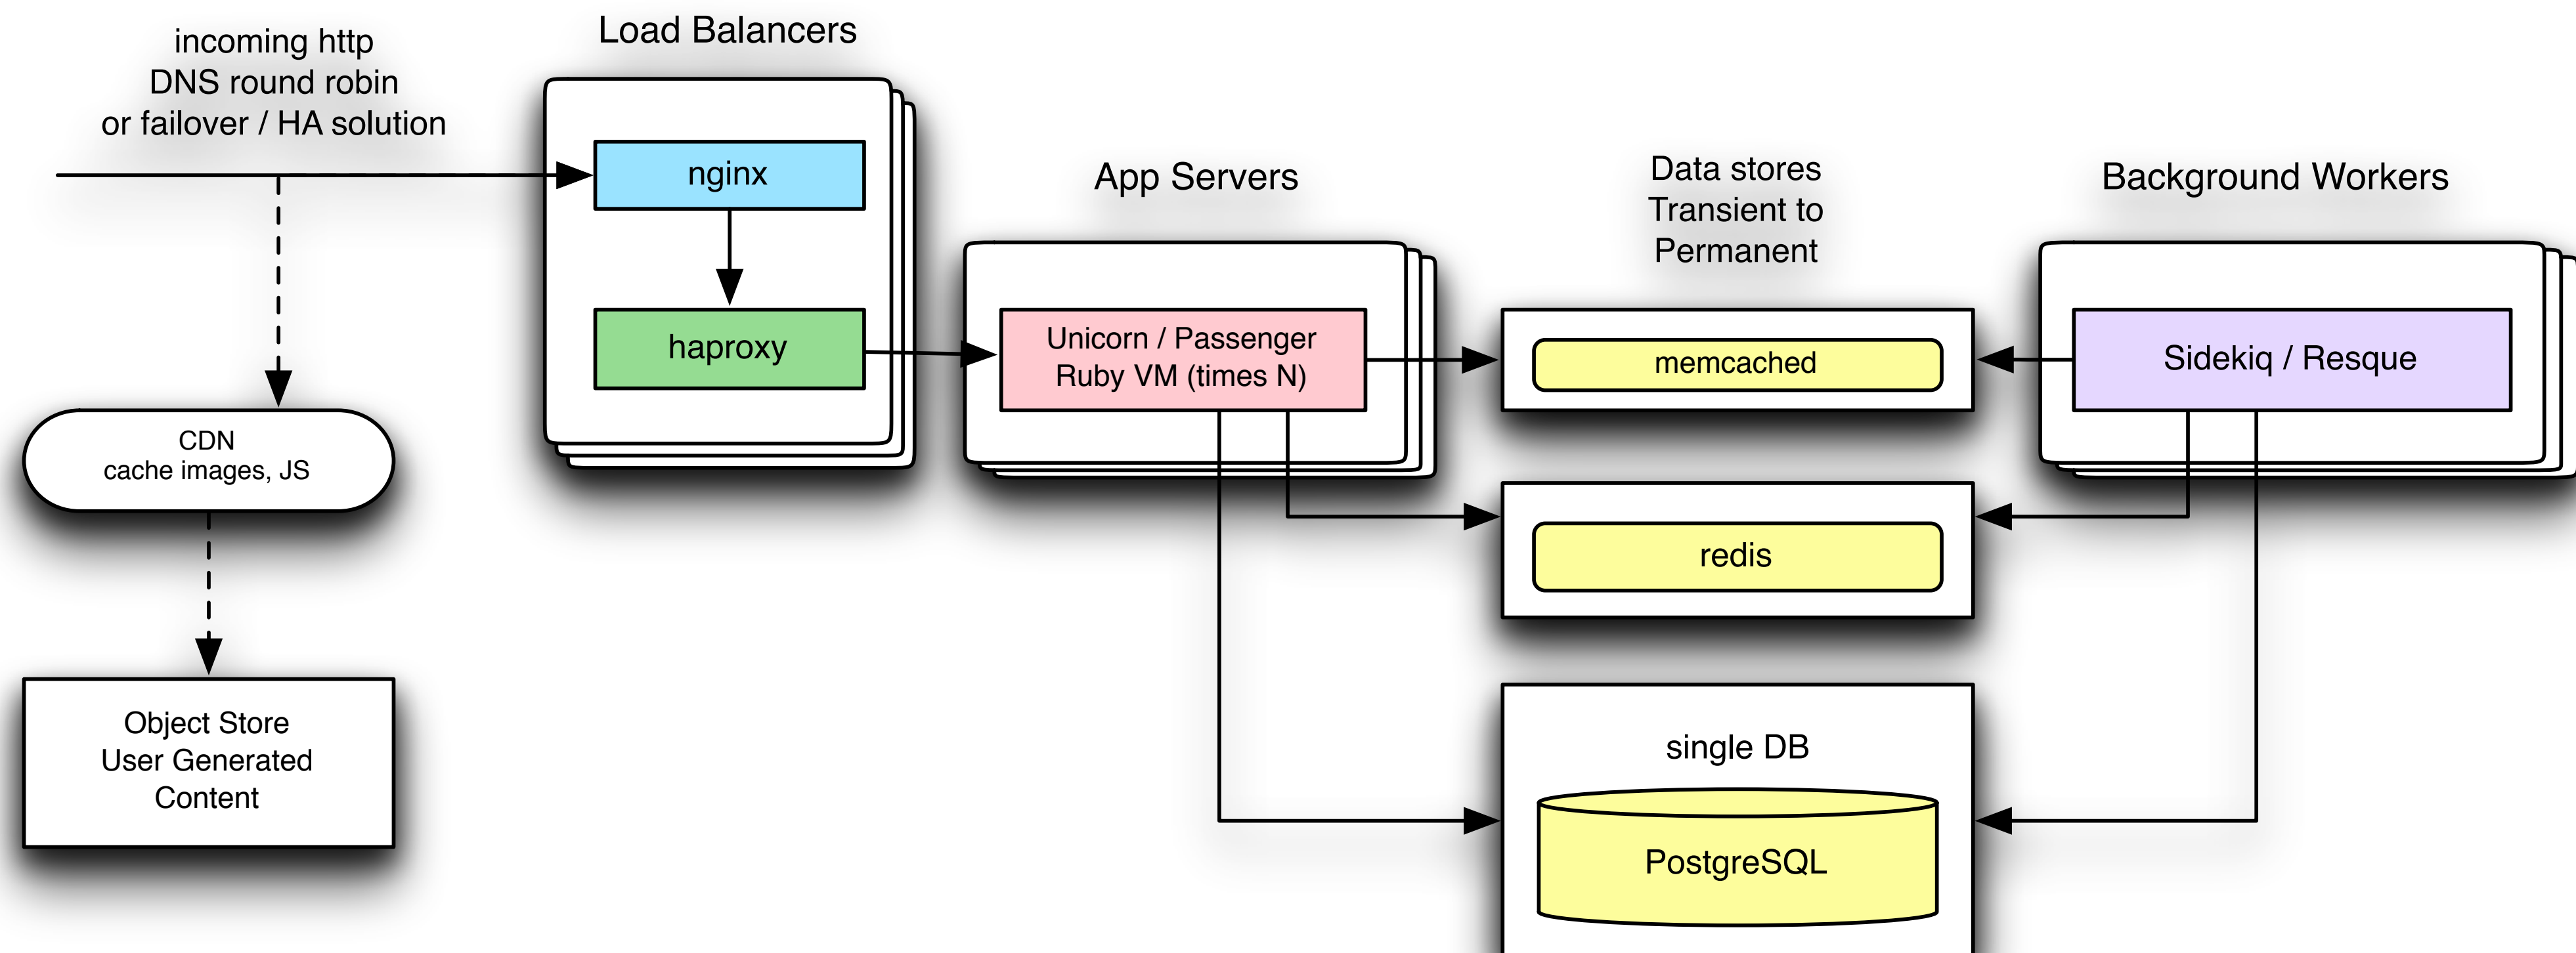 incoming http
DNS round robin
or failover / HA solution
Load Balancers
nginx
haproxy
CDN
cache images, JS
Object Store
User Generated
Content
App Servers
Unicorn / Passenger
Ruby VM (times N)
Data stores
Transient to
Permanent
memcached
redis
single DB
PostgreSQL
Background Workers
Sidekiq / Resque